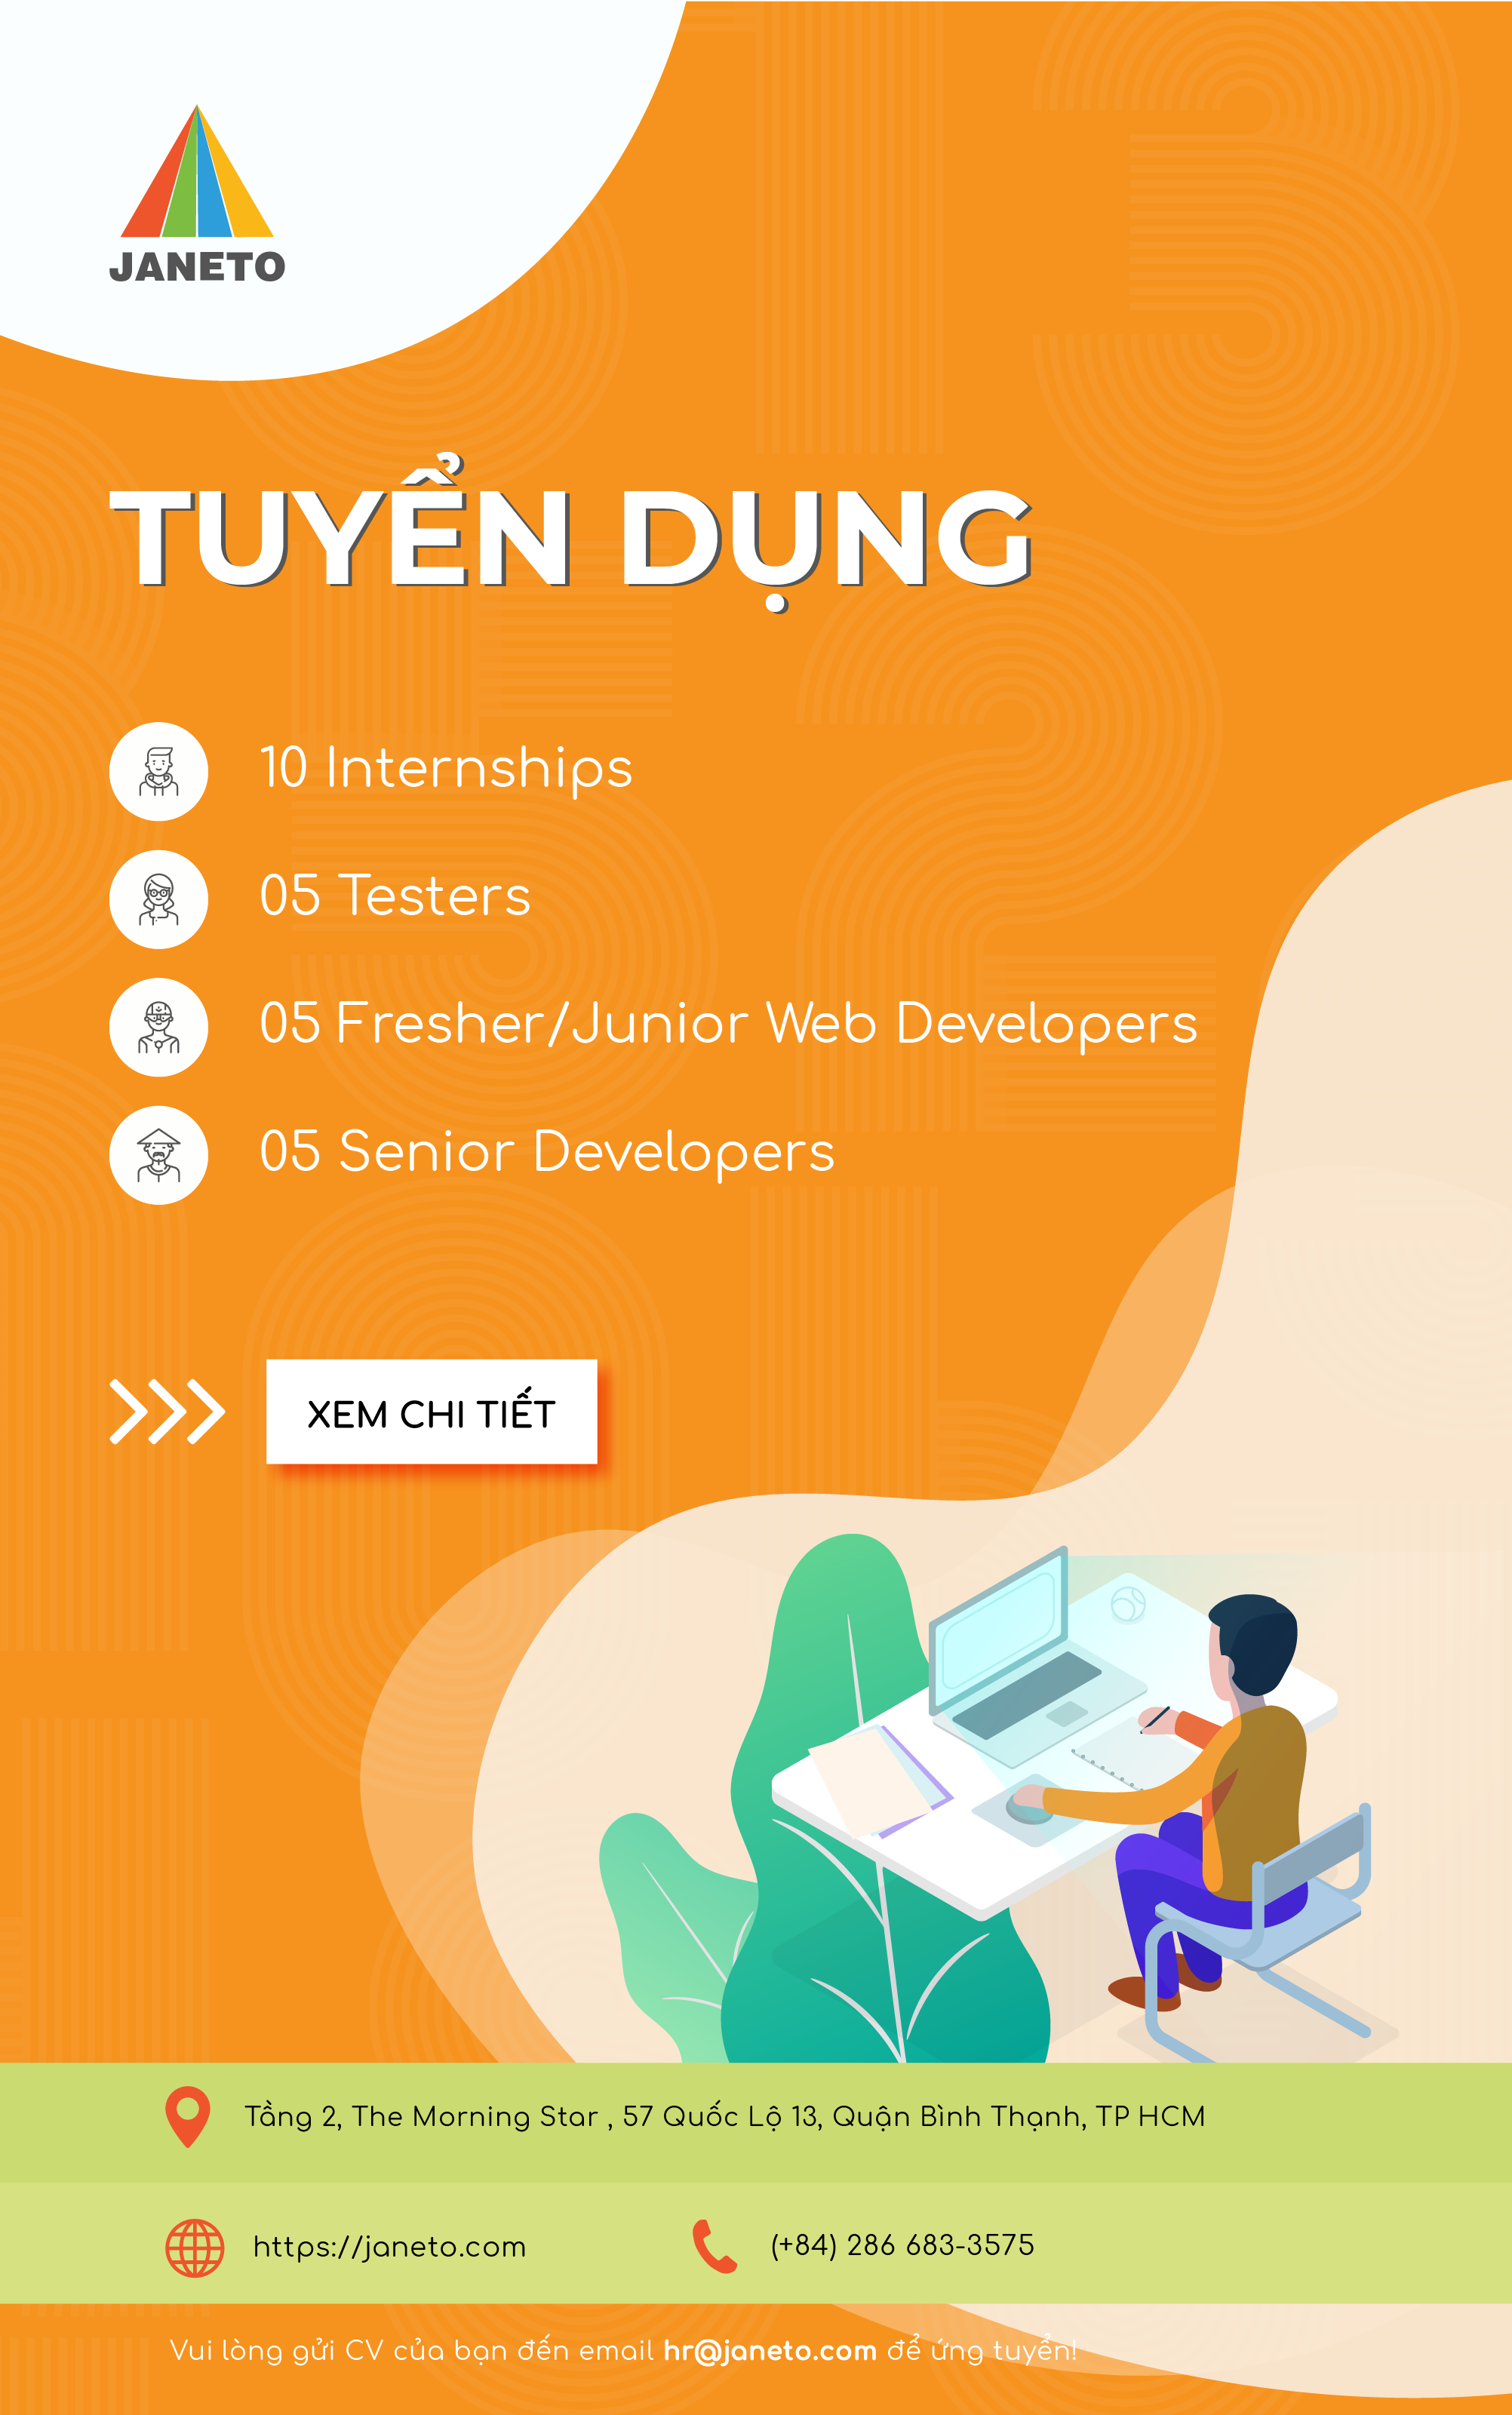 JANETO
TUYỂN DỤNG
10 Internships
05 Testers
05 Fresher/Junior Web Developers
05 Senior Developers
XEM CHI TIẾT
Tầng 2, The Morning Star , 57 Quốc Lộ 13, Quận Bình Thạnh, TP HCM
https://janeto.com
(+84) 286 683-3575
Vui lòng gửi CV của bạn đến email hr@janeto.com để ứng tuyển!